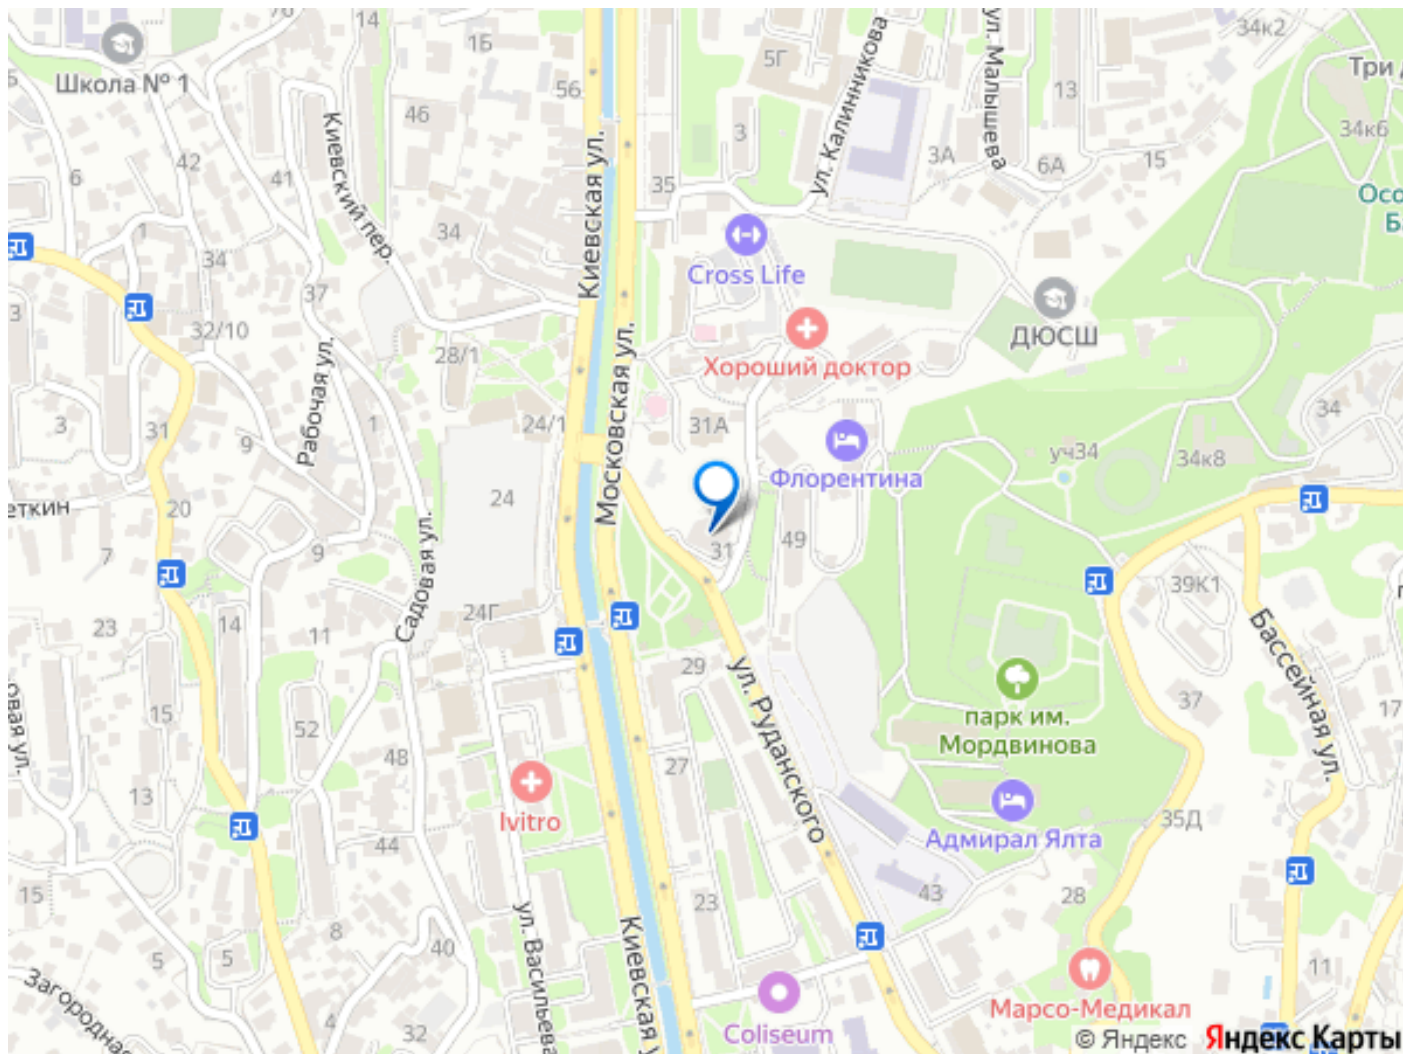 Школа № 1
14
1Б
56
46
Киевский пер.
42
41
6
1
34
34
37
32/10
3
28/1
Киевская ул.
Московская ул.
35
3
5Г
ул. Калинникова
ул. Малышева
3А
13
6А
15
34к2
34к6
Три
Осо
Cross Life
ДЮСШ
Хороший доктор
31А
Флорентина
уч34
34к8
34
Рабочая ул.
1
3
31
9
24/1
24
еткин
20
7
9
Садовая ул.
31
49
23
14
11
24Г
39К1
Бассейная ул.
29
ул. Руданского
парк им.
Мордвинова
37
17
овая ул.
15
52
48
27
13
Ivitro
44
Адмирал Ялта
35Д
15
8
40
23
43
28
5
5
ул. Васильева
Киевская у
Загородная
4
32
Coliseum
Марсо-Медикал
11
© Яндекс Яндекс Карты